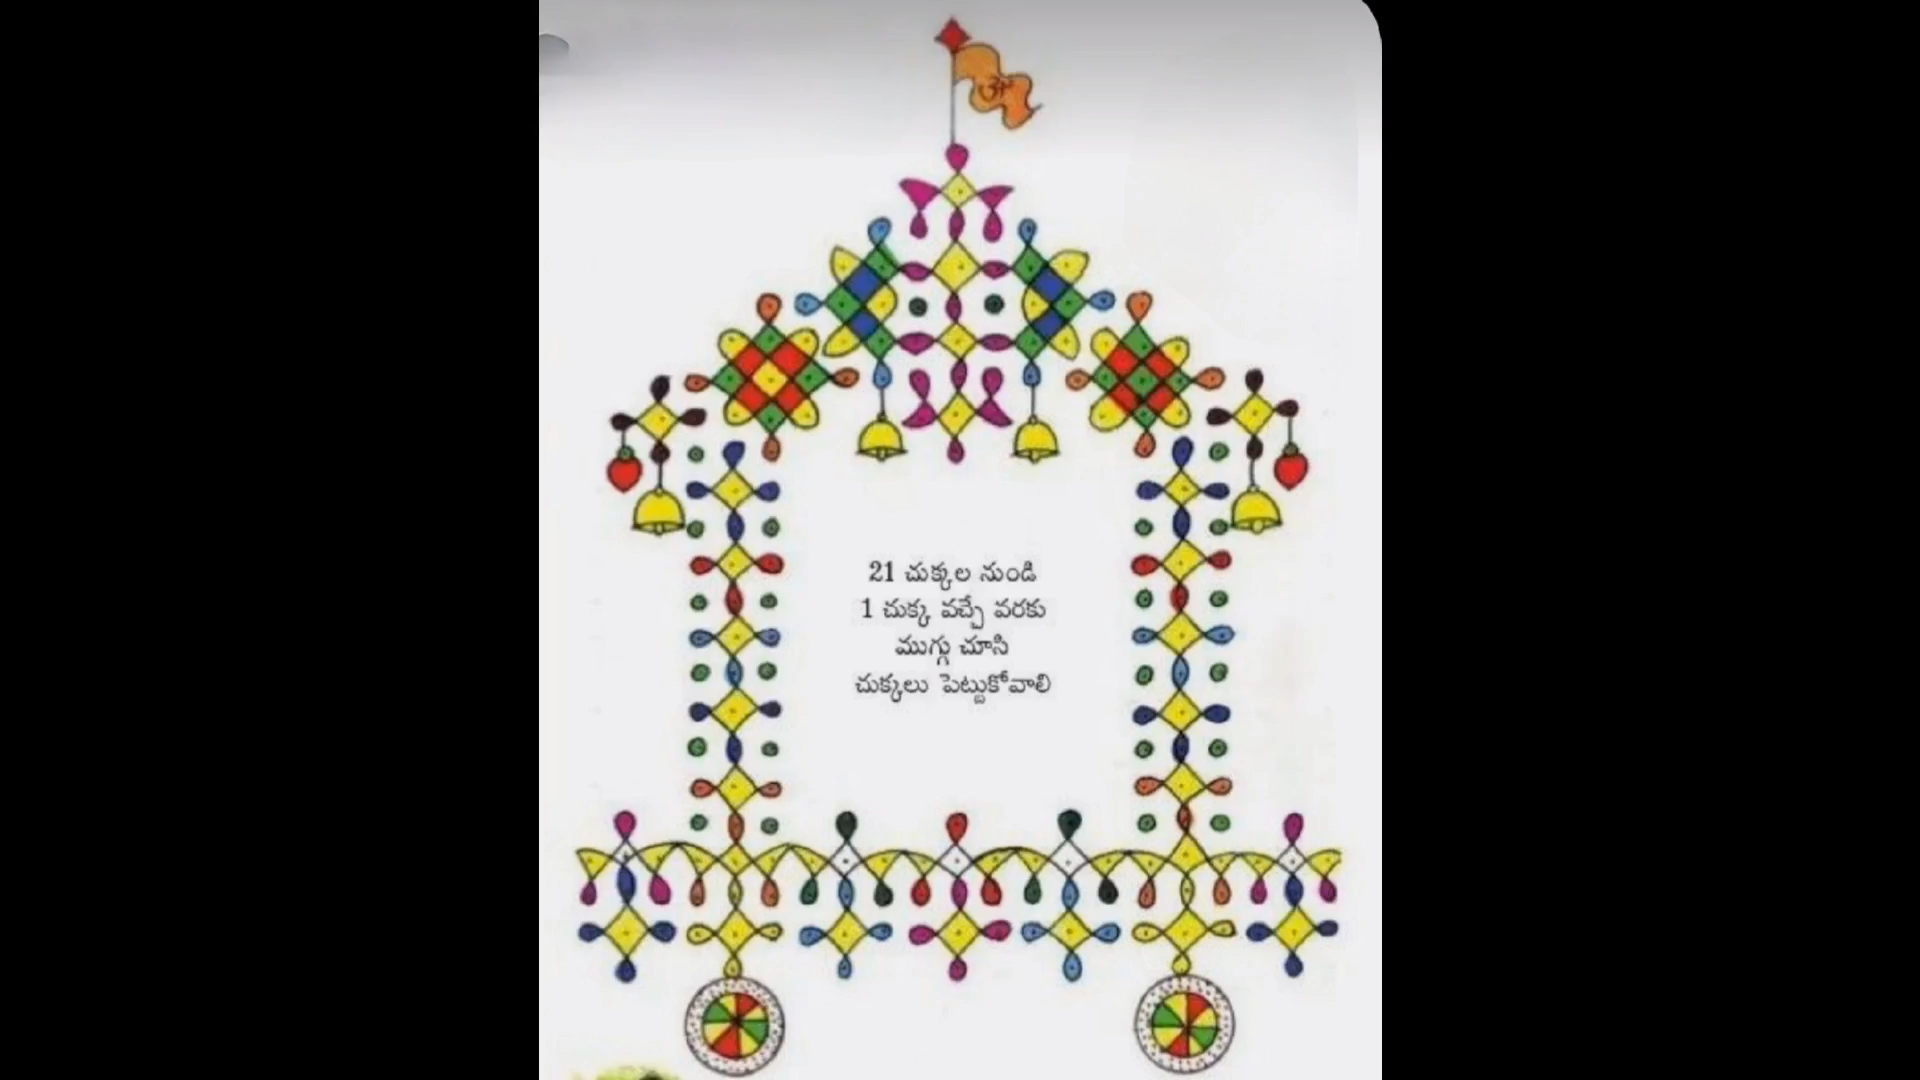 ॐ
21 చుక్కల నుండి
1 చుక్క వచ్చే వరకు
ముగ్గు చూసి
చుక్కలు పెట్టుకోవాలి